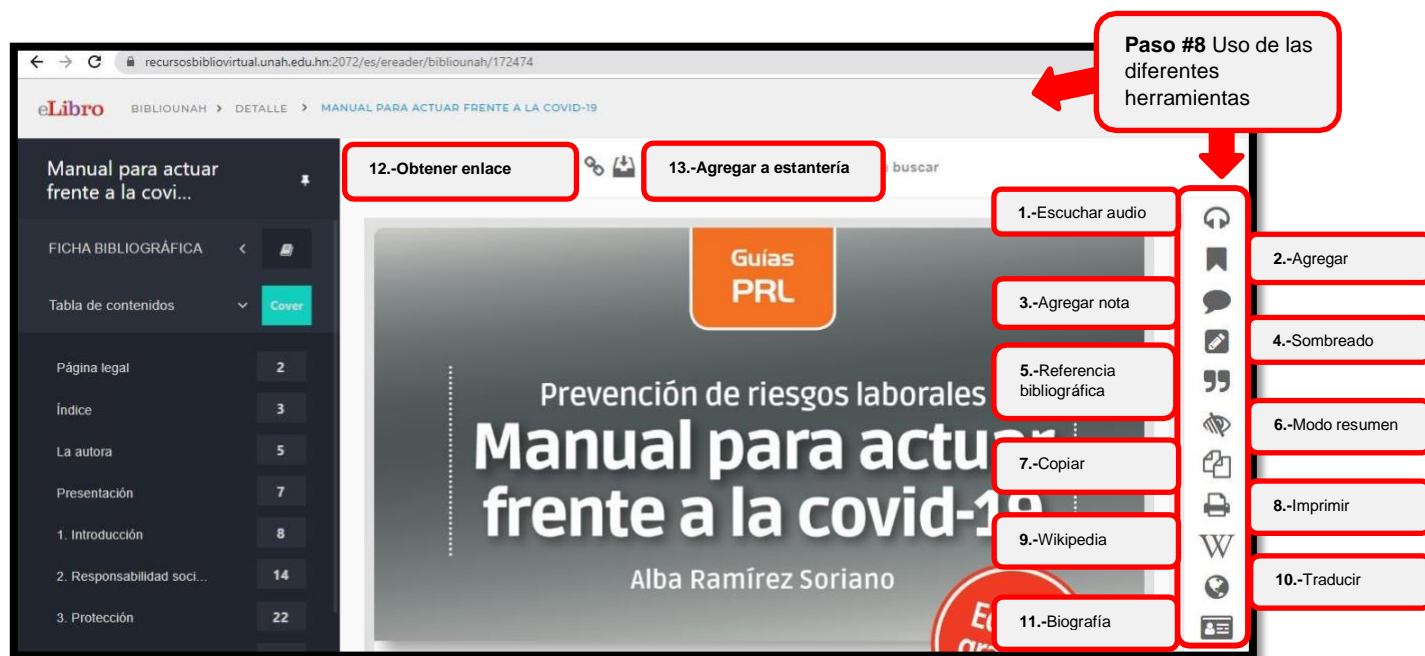 Paso #8 Uso de las
diferentes
herramientas
recursosbibliovirtual.unah.edu.hn:2072/es/ereader/bibliounah/172474
eLibro BIBLIOUNAH > DETALLE > MANUAL PARA ACTUAR FRENTE A LA COVID-19
Manual para actuar
frente a la covi...
12.-Obtener enlace
13.-Agregar a estantería
buscar
FICHA BIBLIOGRÁFICA
Tabla de contenidos Cover
Página legal 2
Índice 3
La autora 5
Presentación 7
1. Introducción 8
2. Responsabilidad soci... 14
3. Protección 22
Guías
PRL
Prevención de riesgos laborales
Manual para actuar
frente a la covid-19
Alba Ramírez Soriano
1.-Escuchar audio
2.-Agregar
3.-Agregar nota
4.-Sombreado
5.-Referencia
bibliográfica
6.-Modo resumen
7.-Copiar
8.-Imprimir
9.-Wikipedia
W
10.-Traducir
11.-Biografía